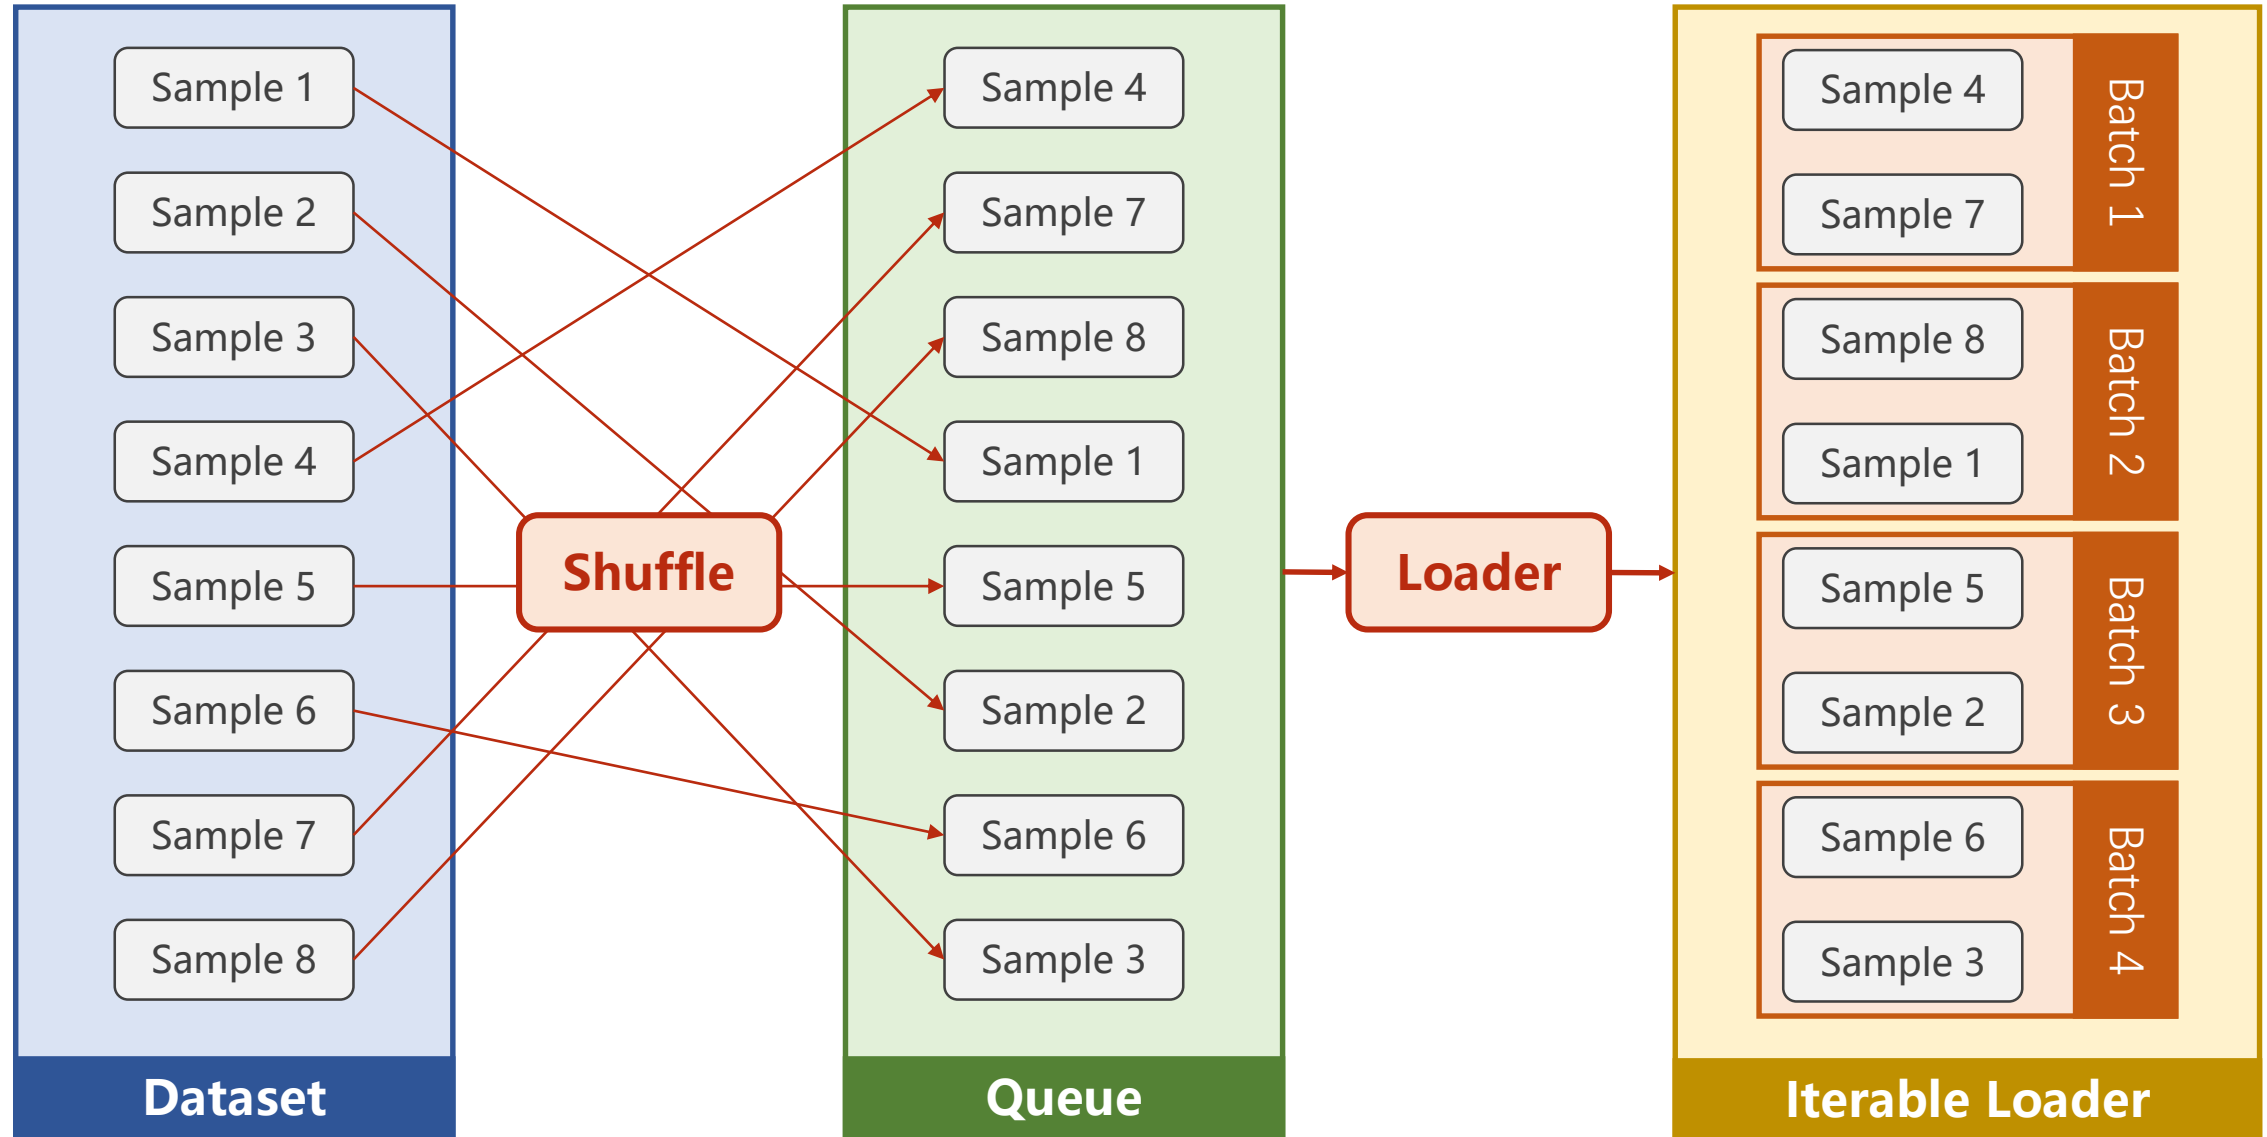 Sample 1
Sample 2
Sample 3
Sample 4
Sample 5
Sample 6
Sample 7
Sample 8
Dataset
Shuffle
Sample 4
Sample 7
Sample 8
Sample 1
Sample 5
Sample 2
Sample 6
Sample 3
Queue
Loader
Sample 4
Sample 7
Batch 1
Sample 8
Sample 1
Batch 2
Sample 5
Sample 2
Batch 3
Sample 6
Sample 3
Batch 4
Iterable Loader